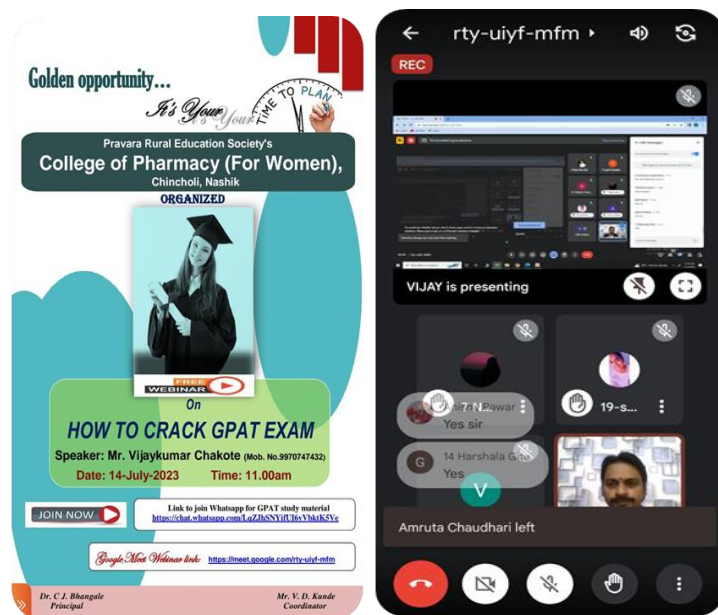 Golden opportunity...
It's Your
TIME TO PLAN
Pravara Rural Education Society's
College of Pharmacy (For Women),
Chincholi, Nashik
ORGANIZED
FREE
WEBINAR
On
HOW TO CRACK GPAT EXAM
Speaker: Mr. Vijaykumar Chakote (Mob. No.9970747432)
Date: 14-July-2023 Time: 11.00am
JOIN NOW
Link to join Whatsapp for GPAT study material
Google Meet Webinar link: https://meet.google.com/rty-uiyf-mfm
Dr. C J. Bhangale
Principal
Mr. V. D. Kunde
Coordinator
rty-uiyf-mfm
REC
VIJAY is presenting
7 N...
19-s...
Pawar
Yes sir
14 Harshala
Yes
G
V
Amruta Chaudhari left